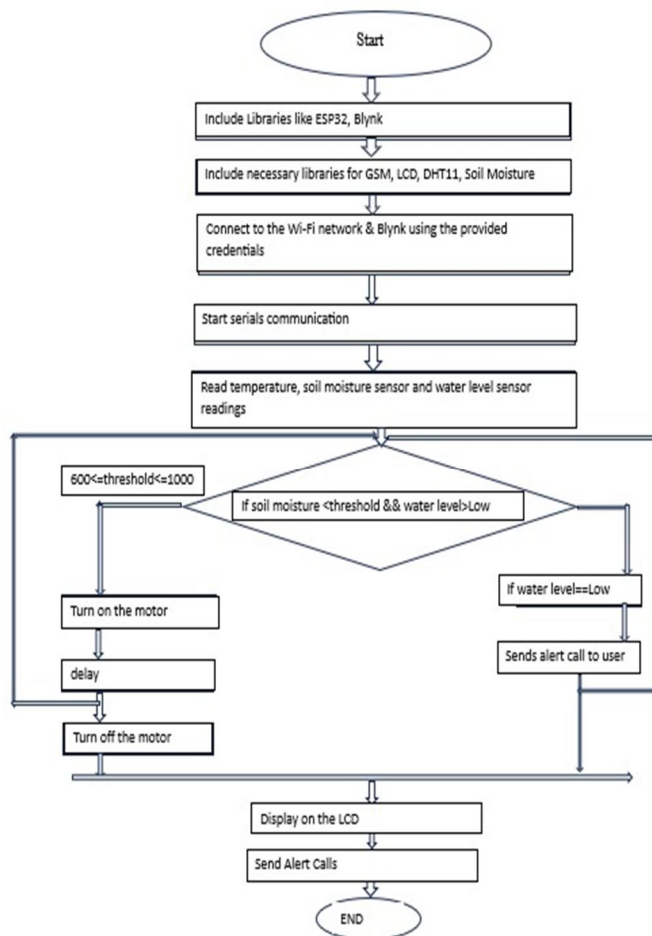 Start
Include Libraries like ESP32, Blynk
Include necessary libraries for GSM, LCD, DHT11, Soil Moisture
Connect to the Wi-Fi network & Blynk using the provided
credentials
Start serials communication
Read temperature, soil moisture sensor and water level sensor
readings
600<=threshold<=1000
If soil moisture <threshold && water level>Low
If water level==Low
Turn on the motor
Sends alert call to user
delay
Turn off the motor
Display on the LCD
Send Alert Calls
END